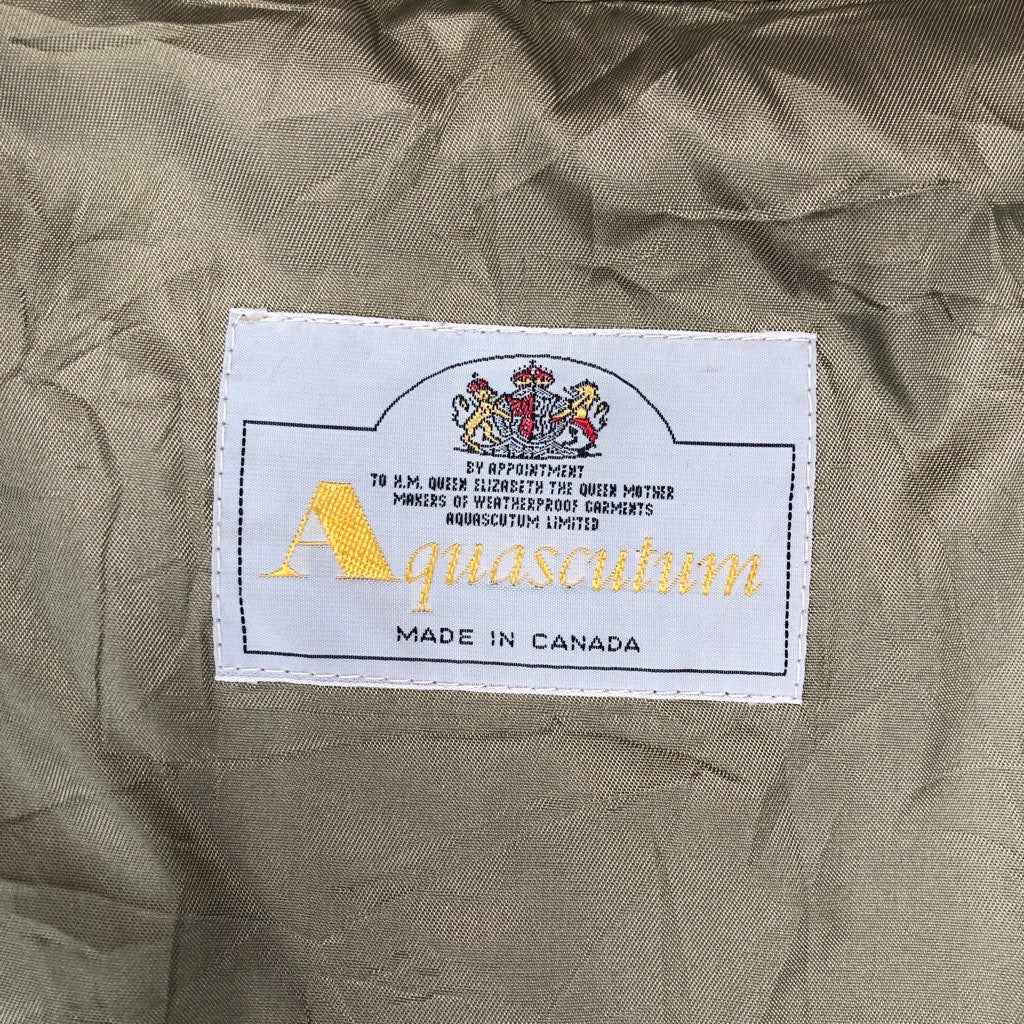 BY APPOINTMENT
TO H.M. QUEEN ELIZABETH THE QUEEN MOTHER
MAKERS OF WEATHERPROOF GARMENTS
AQUASCUTUM LIMITED
Aquascutum
MADE IN CANADA